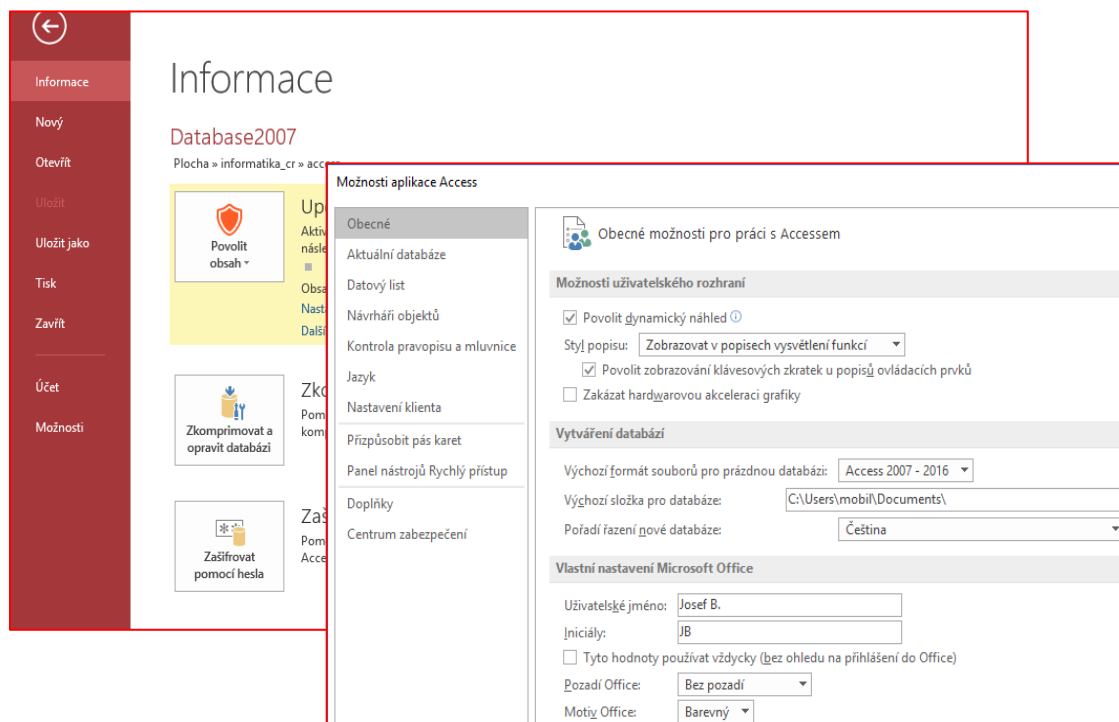 Informace
Nový
Otevřít
Uložit
Uložit jako
Tisk
Zavřít
Účet
Možnosti
Informace
Database2007
Plocha » informatika_cr » access
Povolit
obsah
Zkomprimovat a
opravit databázi
Zašifrovat
pomocí hesla
Možnosti aplikace Access
Obecné
Aktuální databáze
Datový list
Návrháři objektů
Kontrola pravopisu a mluvnice
Jazyk
Nastavení klienta
Přizpůsobit pás karet
Panel nástrojů Rychlý přístup
Doplňky
Centrum zabezpečení
Obecné možnosti pro práci s Accessem
Možnosti uživatelského rozhraní
Povolit dynamický náhled
Styl popisu: Zobrazovat v popisech vysvětlení funkcí
Povolit zobrazování klávesových zkratek u popisů ovládacích prvků
Zakázat hardwarovou akceleraci grafiky
Vytváření databází
Výchozí formát souborů pro prázdnou databázi: Access 2007 - 2016
Výchozí složka pro databáze: C:\Users\mobil\Documents\
Pořadí řazení nové databáze: Čeština
Vlastní nastavení Microsoft Office
Uživatelské jméno: Josef B.
Iniciály: JB
Tyto hodnoty používat vždycky (bez ohledu na přihlášení do Office)
Pozadí Office: Bez pozadí
Motiv Office: Barevný